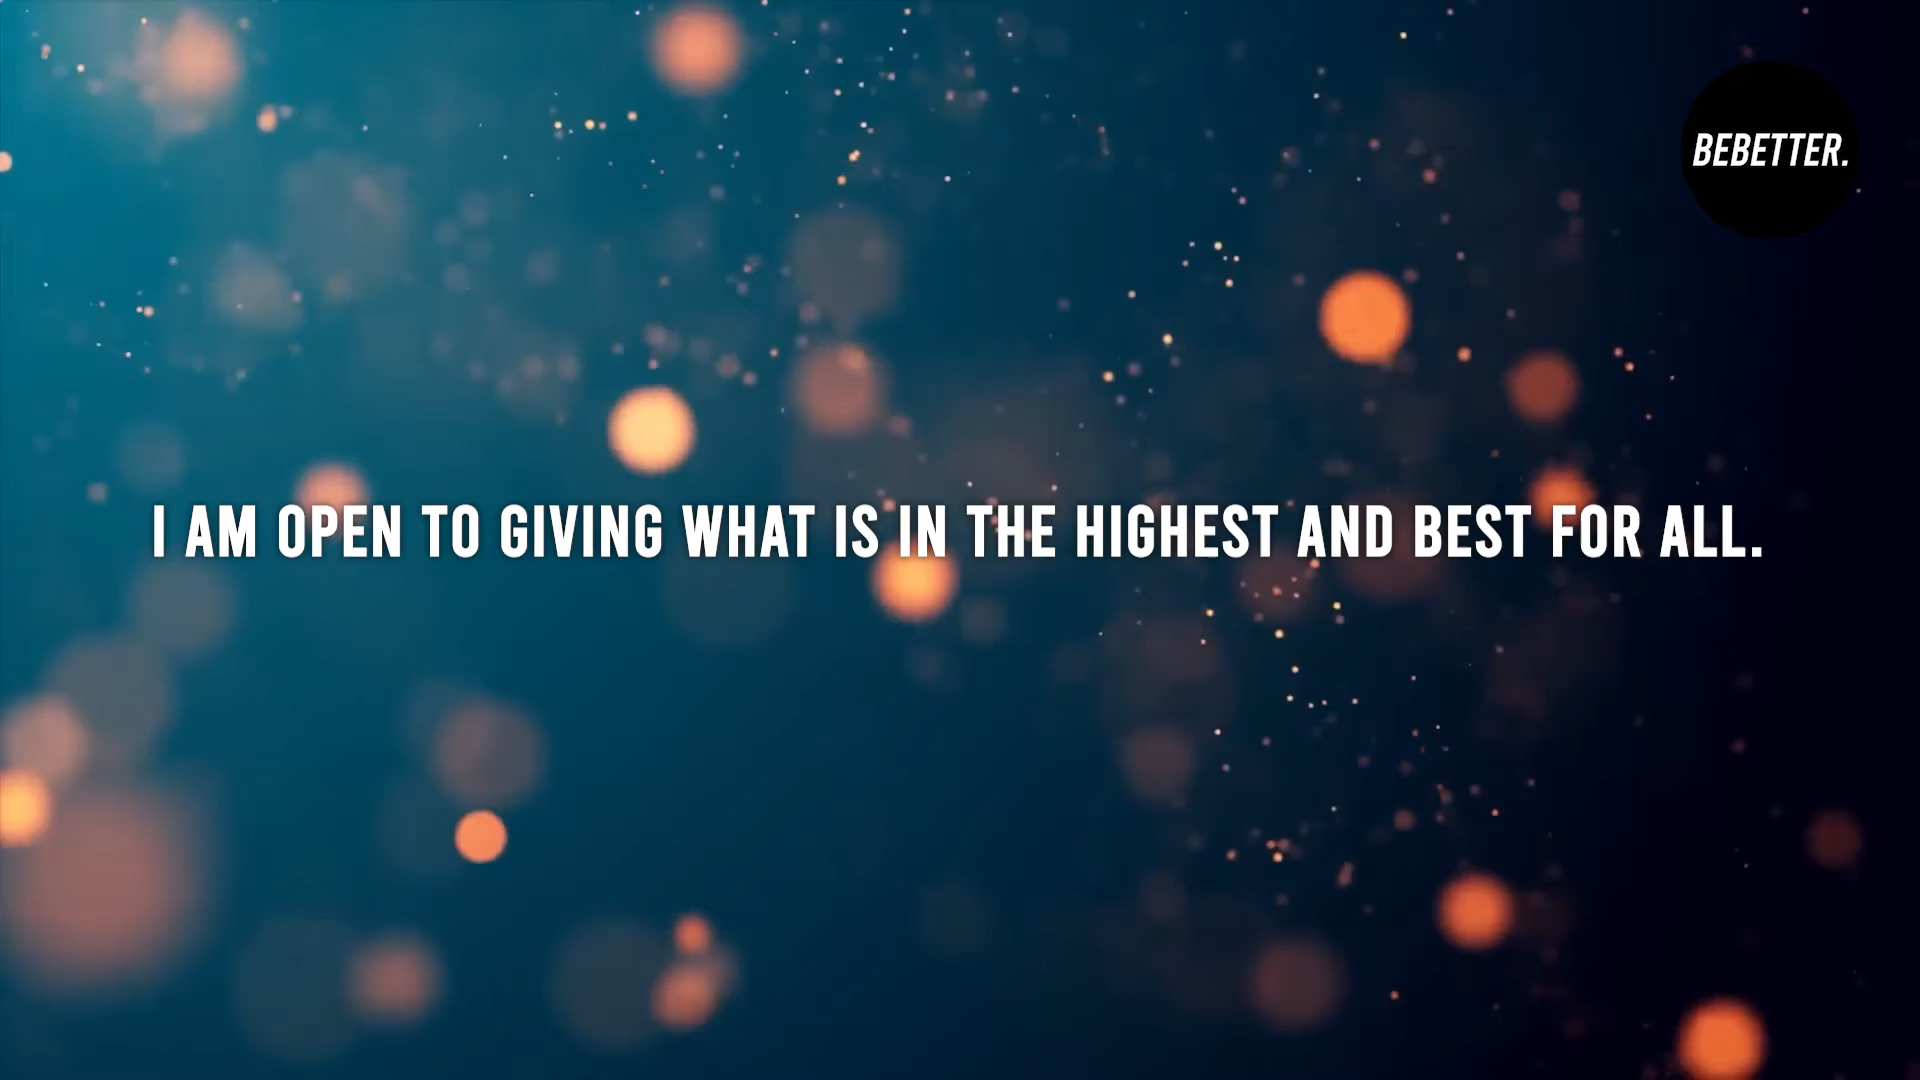 BEBETTER.
I AM OPEN TO GIVING WHAT IS IN THE HIGHEST AND BEST FOR ALL.